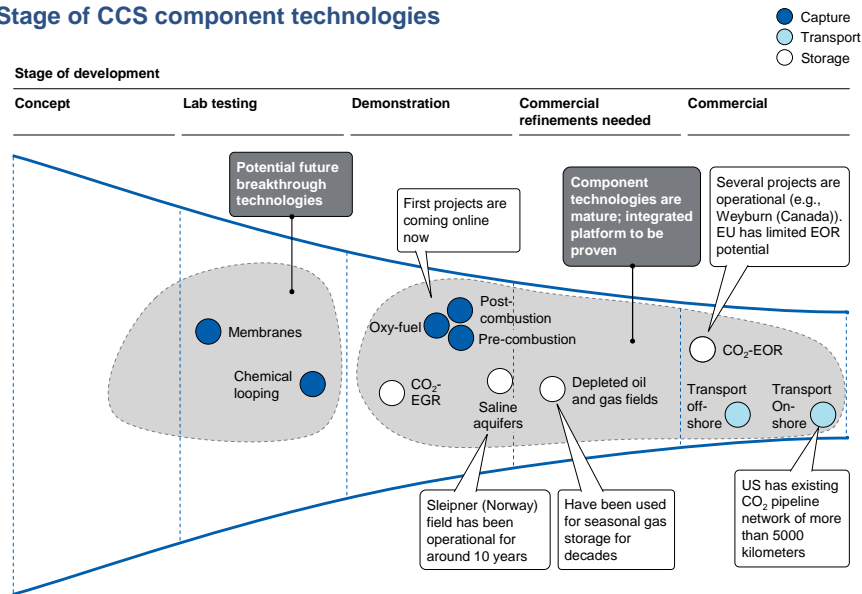 Stage of CCS component technologies
Capture
Transport
Storage
Stage of development
Concept
Lab testing
Demonstration
Commercial
refinements needed
Commercial
Potential future
breakthrough
technologies
First projects are
coming online
now
Component
technologies are
mature; integrated
platform to be
proven
Several projects are
operational (e.g.,
Weyburn (Canada)).
EU has limited EOR
potential
Membranes
Chemical
looping
Oxy-fuel
Post-
combustion
Pre-combustion
CO₂-
EGR
Saline
aquifers
Depleted oil
and gas fields
CO₂-EOR
Transport
off-
shore
Transport
On-
shore
Sleipner (Norway)
field has been
operational for
around 10 years
Have been used
for seasonal gas
storage for
decades
US has existing
CO₂ pipeline
network of more
than 5000
kilometers